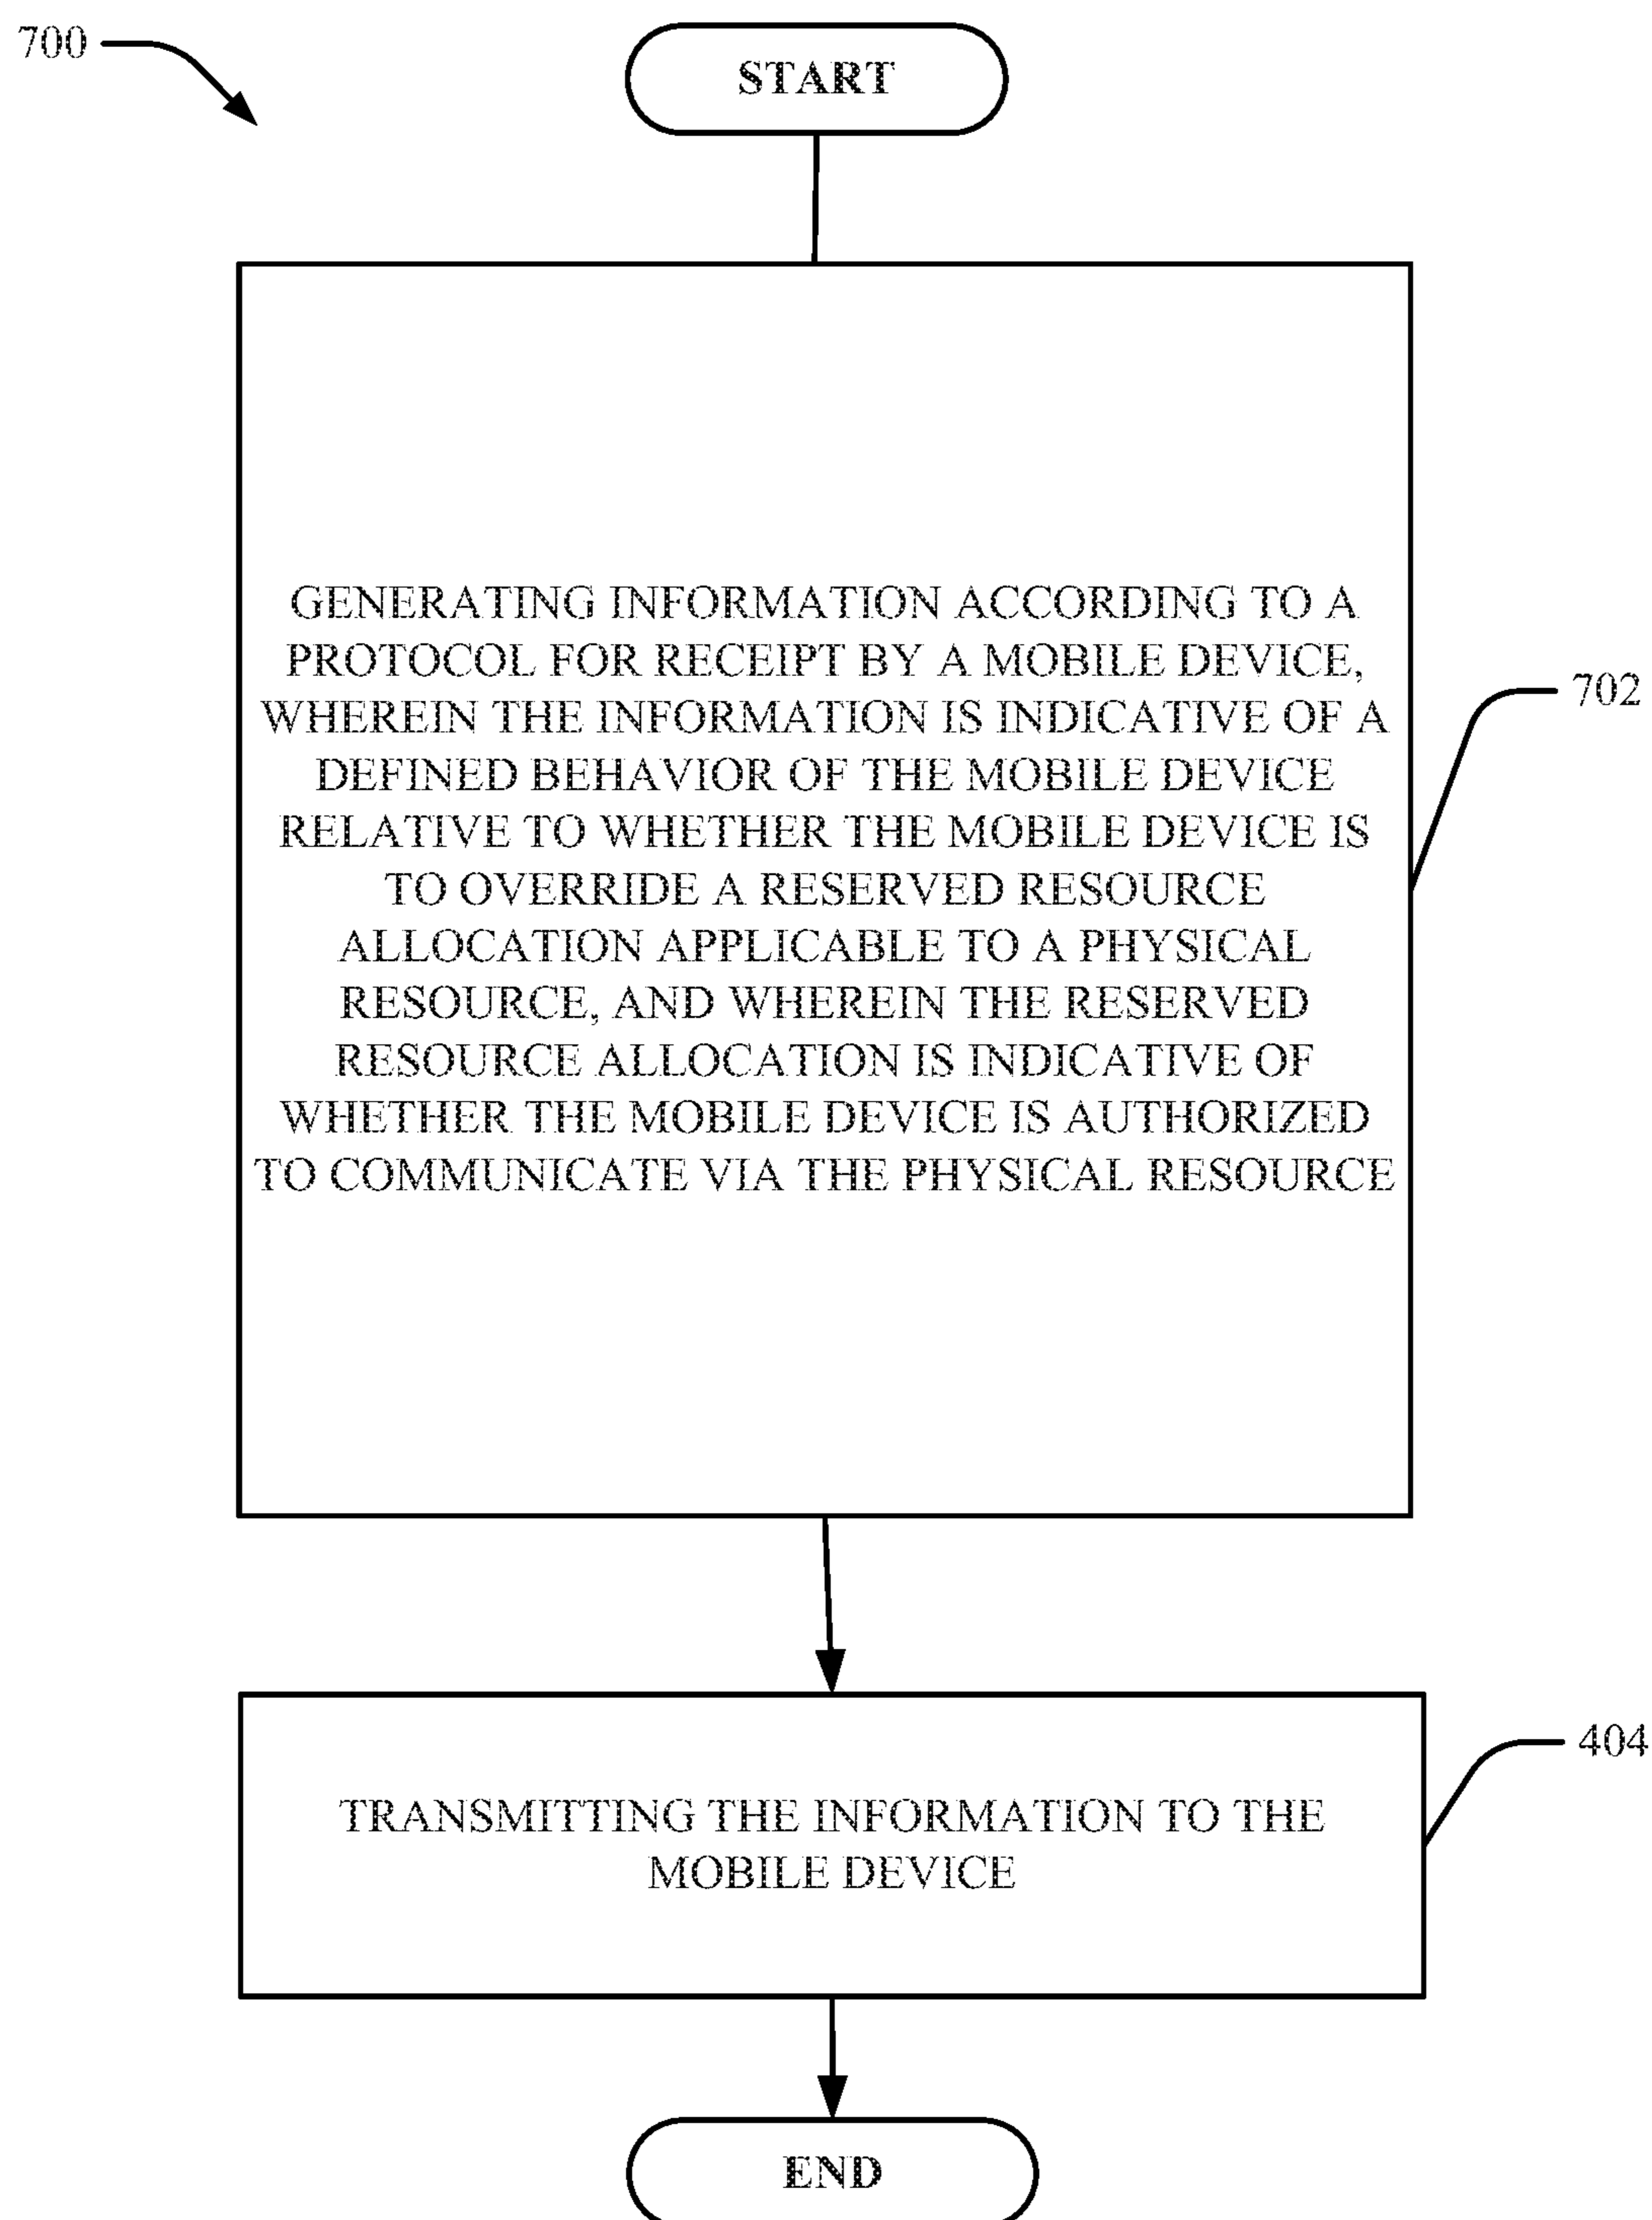 700
START
GENERATING INFORMATION ACCORDING TO A
PROTOCOL FOR RECEIPT BY A MOBILE DEVICE,
WHEREIN THE INFORMATION IS INDICATIVE OF A
DEFINED BEHAVIOR OF THE MOBILE DEVICE
RELATIVE TO WHETHER THE MOBILE DEVICE IS
TO OVERRIDE A RESERVED RESOURCE
ALLOCATION APPLICABLE TO A PHYSICAL
RESOURCE, AND WHEREIN THE RESERVED
RESOURCE ALLOCATION IS INDICATIVE OF
WHETHER THE MOBILE DEVICE IS AUTHORIZED
TO COMMUNICATE VIA THE PHYSICAL RESOURCE
702
TRANSMITTING THE INFORMATION TO THE
MOBILE DEVICE
404
END